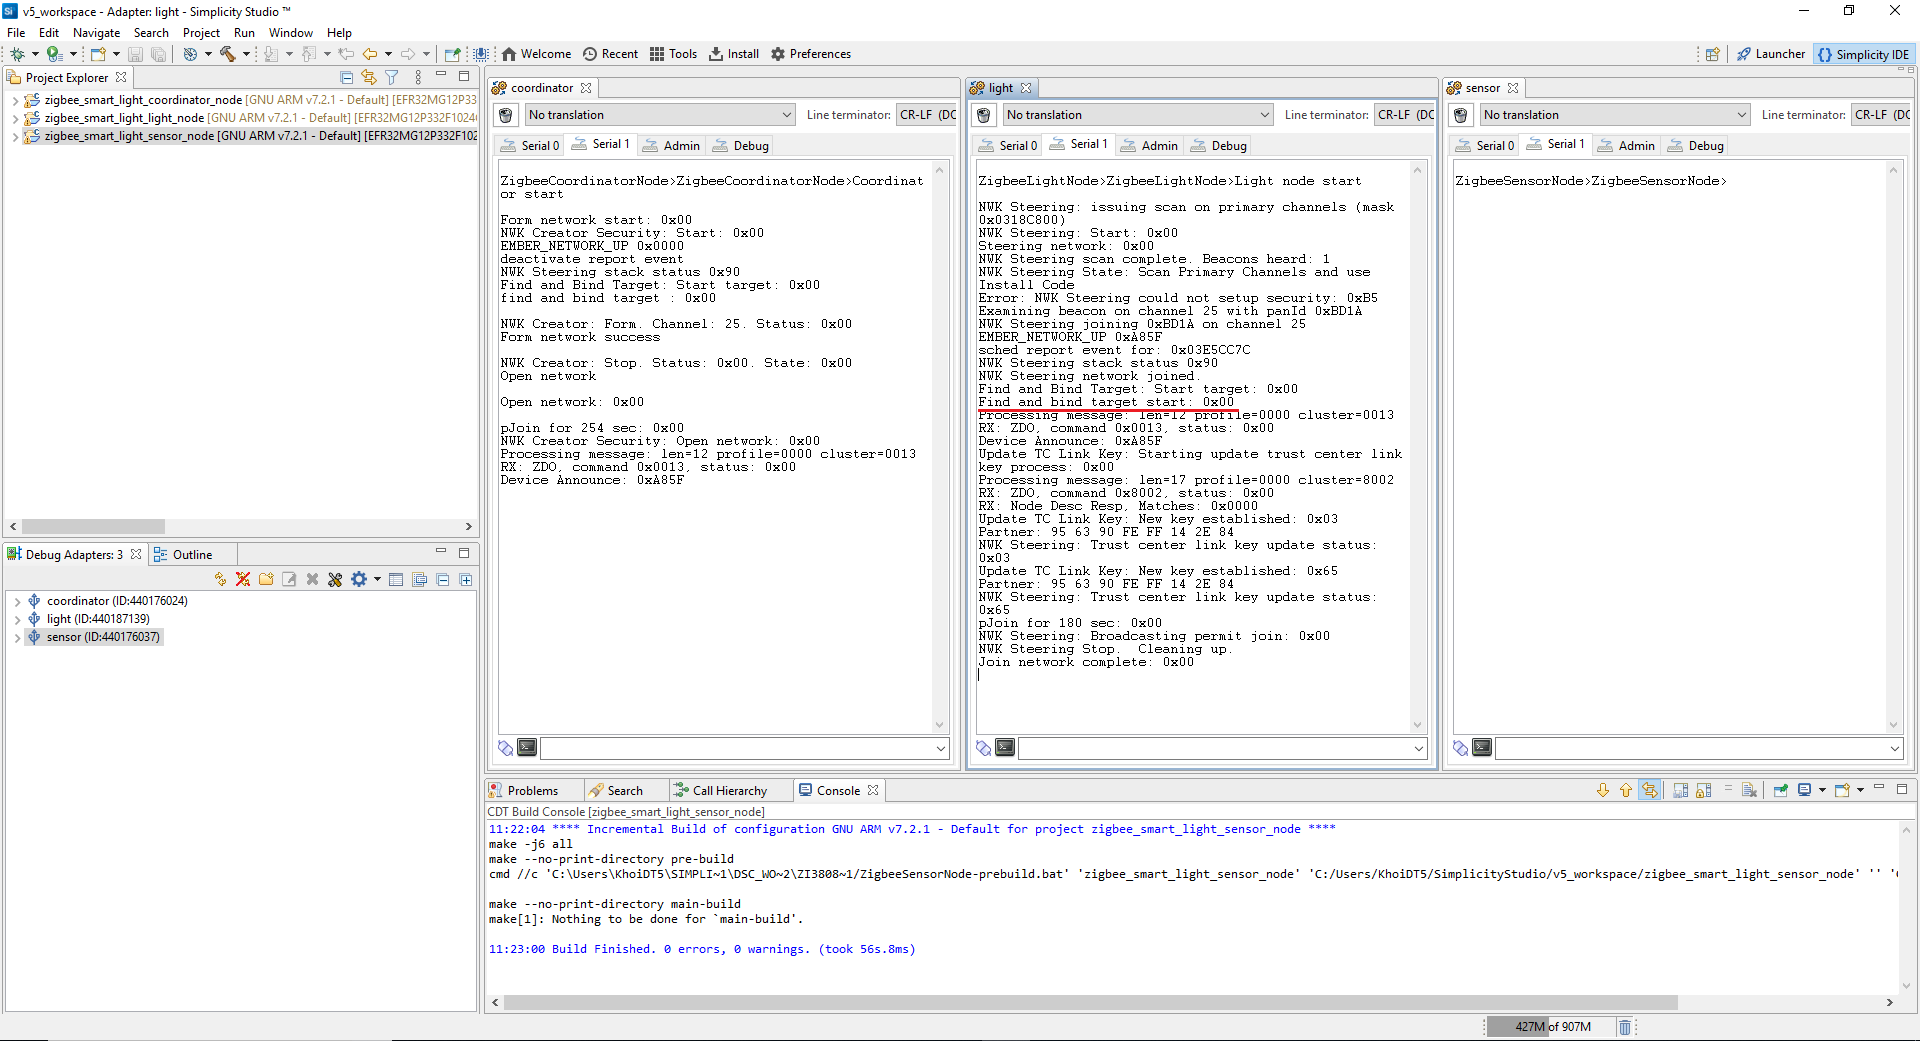 v5_workspace - Adapter: light - Simplicity Studio ™
File Edit Navigate Search Project Run Window Help
Welcome Recent Tools Install Preferences
Launcher Simplicity IDE
Project Explorer
zigbee_smart_light_coordinator_node [GNU ARM v7.2.1 - Default] [EFR32MG12P33
zigbee_smart_light_light_node [GNU ARM v7.2.1 - Default] [EFR32MG12P332F1024
zigbee_smart_light_sensor_node [GNU ARM v7.2.1 - Default] [EFR32MG12P332F102
Debug Adapters: 3 Outline
coordinator (ID:440176024)
light (ID:440187139)
sensor (ID:440176037)
coordinator
No translation Line terminator: CR-LF (DC
Serial 0 Serial 1 Admin Debug
ZigbeeCoordinatorNode>ZigbeeCoordinatorNode>Coordinat
or start
Form network start: 0x00
NWK Creator Security: Start: 0x00
EMBER_NETWORK_UP 0x0000
deactivate report event
NWK Steering stack status 0x90
Find and Bind Target: Start target: 0x00
find and bind target : 0x00
NWK Creator: Form. Channel: 25. Status: 0x00
Form network success
NWK Creator: Stop. Status: 0x00. State: 0x00
Open network
Open network: 0x00
pJoin for 254 sec: 0x00
NWK Creator Security: Open network: 0x00
Processing message: len=12 profile=0000 cluster=0013
RX: ZDO, command 0x0013, status: 0x00
Device Announce: 0xA85F
light
No translation Line terminator: CR-LF (DC
Serial 0 Serial 1 Admin Debug
ZigbeeLightNode>ZigbeeLightNode>Light node start
NWK Steering: issuing scan on primary channels (mask
0x0318C800)
NWK Steering: Start: 0x00
Steering network: 0x00
NWK Steering scan complete. Beacons heard: 1
NWK Steering State: Scan Primary Channels and use
Install Code
Error: NWK Steering could not setup security: 0xB5
Examining beacon on channel 25 with panId 0xBD1A
NWK Steering joining 0xBD1A on channel 25
EMBER_NETWORK_UP 0xA85F
sched report event for: 0x03E5CC7C
NWK Steering stack status 0x90
NWK Steering network joined.
Find and Bind Target: Start target: 0x00
Find and bind target start: 0x00
Processing message: len=12 profile=0000 cluster=0013
RX: ZDO, command 0x0013, status: 0x00
Device Announce: 0xA85F
Update TC Link Key: Starting update trust center link
key process: 0x00
Processing message: len=17 profile=0000 cluster=8002
RX: ZDO, command 0x8002, status: 0x00
RX: Node Desc Resp, Matches: 0x0000
Update TC Link Key: New key established: 0x03
Partner: 95 63 90 FE FF 14 2E 84
NWK Steering: Trust center link key update status:
0x03
Update TC Link Key: New key established: 0x65
Partner: 95 63 90 FE FF 14 2E 84
NWK Steering: Trust center link key update status:
0x65
pJoin for 180 sec: 0x00
NWK Steering: Broadcasting permit join: 0x00
NWK Steering Stop. Cleaning up.
Join network complete: 0x00
sensor
No translation Line terminator: CR-LF (DC
Serial 0 Serial 1 Admin Debug
ZigbeeSensorNode>ZigbeeSensorNode>
Problems Search Call Hierarchy Console
CDT Build Console [zigbee_smart_light_sensor_node]
11:22:04 **** Incremental Build of configuration GNU ARM v7.2.1 - Default for project zigbee_smart_light_sensor_node ****
make -j6 all
make --no-print-directory pre-build
cmd //c 'C:\Users\KhoiDT5\SIMPLI~1\DSC_WO~2\ZI3808~1/ZigbeeSensorNode-prebuild.bat' 'zigbee_smart_light_sensor_node' 'C:/Users/KhoiDT5/SimplicityStudio/v5_workspace/zigbee_smart_light_sensor_node' ''
make --no-print-directory main-build
make[1]: Nothing to be done for `main-build'.
11:23:00 Build Finished. 0 errors, 0 warnings. (took 56s.8ms)
427M of 907M